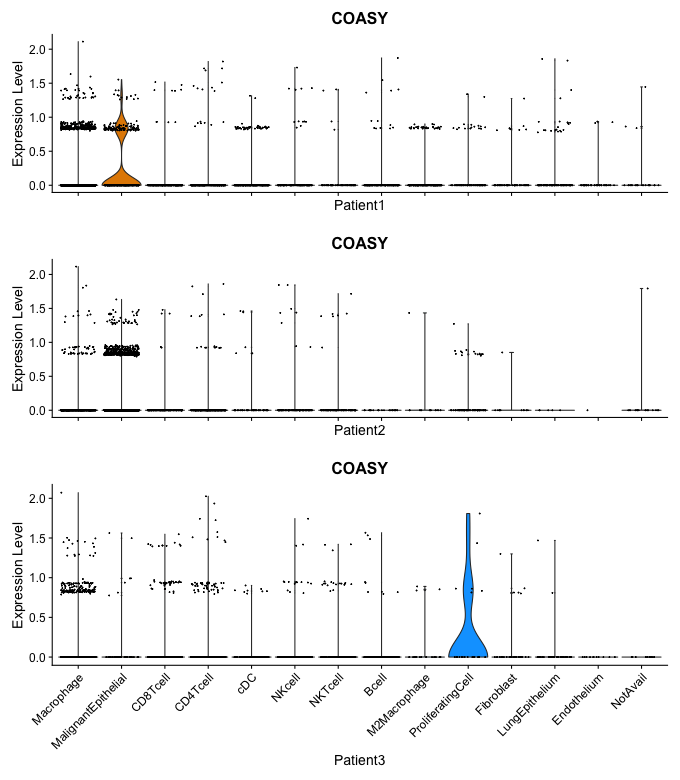 COASY
Expression Level
2.0
1.5
1.0
0.5
0.0
Patient1
COASY
Expression Level
2.0
1.5
1.0
0.5
0.0
Patient2
COASY
Expression Level
2.0
1.5
1.0
0.5
0.0
Macrophage
MalignantEpithelial
CD8Tcell
CD4Tcell
cDC
NKcell
NKTcell
Bcell
M2Macrophage
ProliferatingCell
Fibroblast
LungEpithelium
Endothelium
NotAvail
Patient3